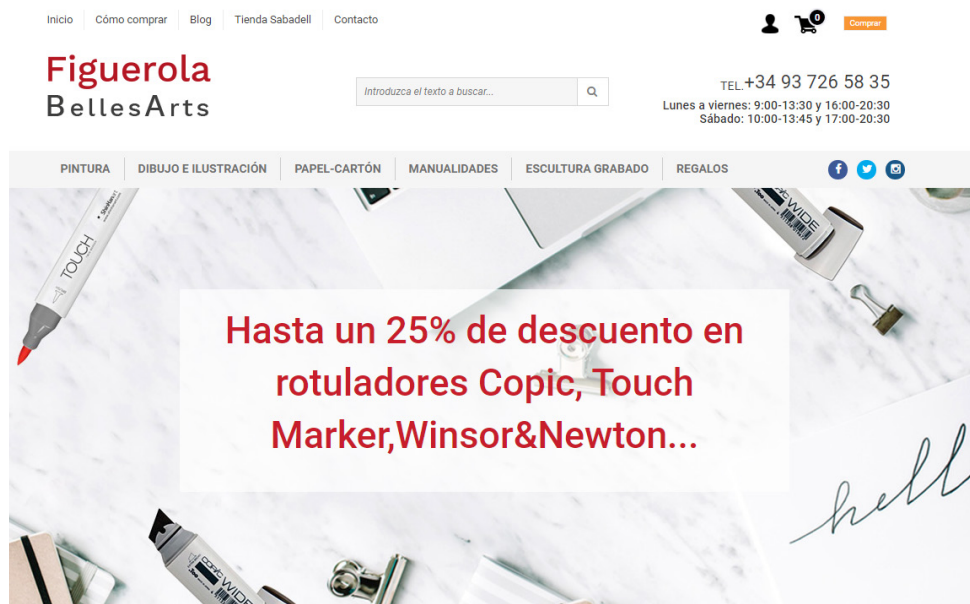 Inicio Cómo comprar Blog Tienda Sabadell Contacto
0
Comprar
Figuerola
BellesArts
Introduzca el texto a buscar...
TEL.+34 93 726 58 35
Lunes a viernes: 9:00-13:30 y 16:00-20:30
Sábado: 10:00-13:45 y 17:00-20:30
PINTURA DIBUJO E ILUSTRACIÓN PAPEL-CARTÓN MANUALIDADES ESCULTURA GRABADO REGALOS
TOUCH
WIDE
Hasta un 25% de descuento en
rotuladores Copic, Touch
Marker,Winsor&Newton...
hell
COPIC WIDE